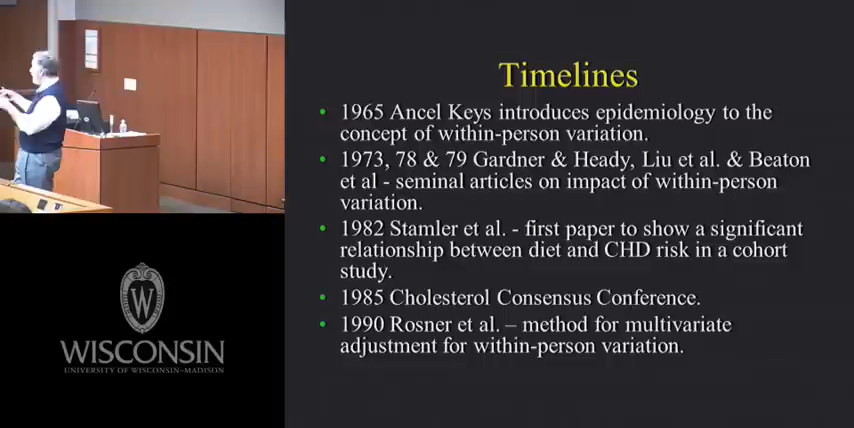 Timelines
• 1965 Ancel Keys introduces epidemiology to the
concept of within-person variation.
• 1973, 78 & 79 Gardner & Heady, Liu et al. & Beaton
et al - seminal articles on impact of within-person
variation.
• 1982 Stamler et al. - first paper to show a significant
relationship between diet and CHD risk in a cohort
study.
• 1985 Cholesterol Consensus Conference.
• 1990 Rosner et al. – method for multivariate
adjustment for within-person variation.
W
WISCONSIN
UNIVERSITY OF WISCONSIN–MADISON